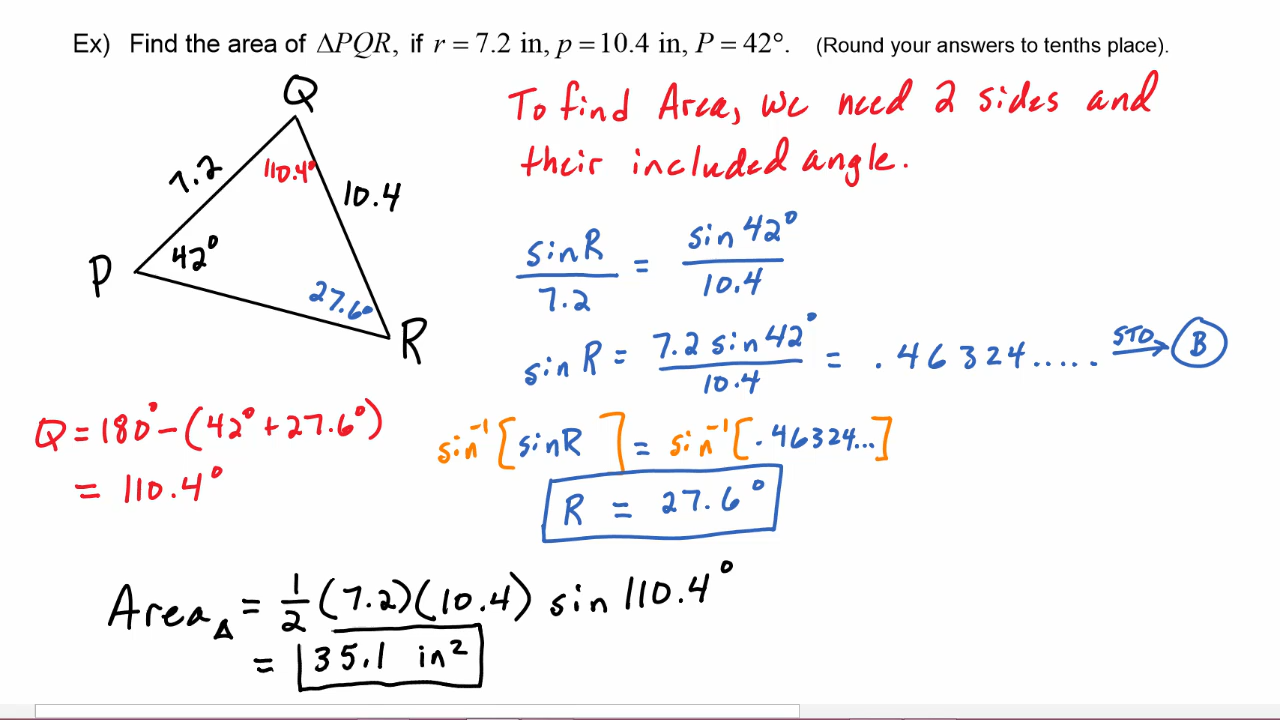 Ex) Find the area of ΔPQR, if r = 7.2 in, p = 10.4 in, P = 42°. (Round your answers to tenths place).
To find Area, we need 2 sides and
their included angle.
Q
7.2
110.4°
10.4
P
42°
27.6°
R
sinR/7.2 = sin 42°/10.4
sin R = 7.2 sin 42°/10.4 = .46324..... STO→ B
sin⁻¹[sinR] = sin⁻¹[.46324...]
R = 27.6°
Q = 180° - (42° + 27.6°)
= 110.4°
Area Δ = 1/2 (7.2)(10.4) sin 110.4°
= 35.1 in²